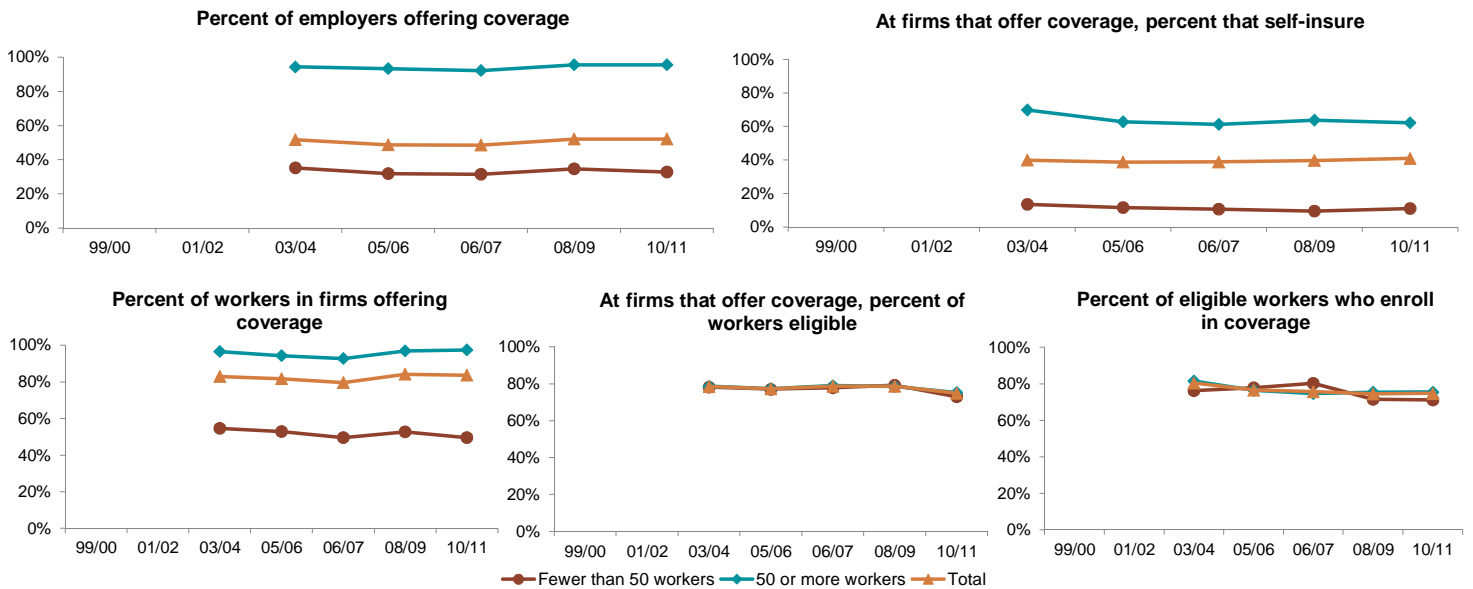 Percent of employers offering coverage
100%
80%
60%
40%
20%
0%
99/00 01/02 03/04 05/06 06/07 08/09 10/11
At firms that offer coverage, percent that self-insure
100%
80%
60%
40%
20%
0%
99/00 01/02 03/04 05/06 06/07 08/09 10/11
Percent of workers in firms offering
coverage
100%
80%
60%
40%
20%
0%
99/00 01/02 03/04 05/06 06/07 08/09 10/11
At firms that offer coverage, percent of
workers eligible
100%
80%
60%
40%
20%
0%
99/00 01/02 03/04 05/06 06/07 08/09 10/11
Percent of eligible workers who enroll
in coverage
100%
80%
60%
40%
20%
0%
99/00 01/02 03/04 05/06 06/07 08/09 10/11
Fewer than 50 workers 50 or more workers Total